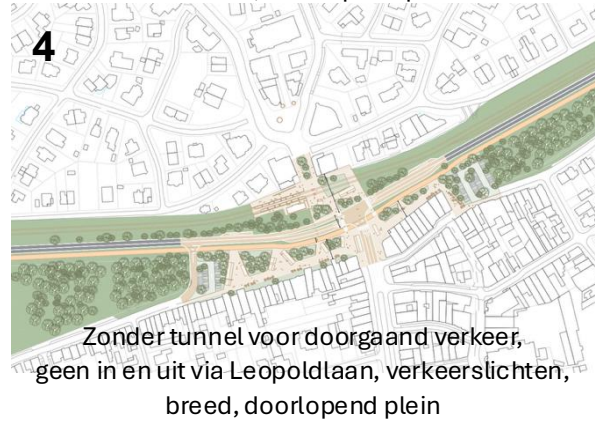 4
Zonder tunnel voor doorgaand verkeer,
geen in en uit via Leopoldlaan, verkeerslichten,
breed, doorlopend plein